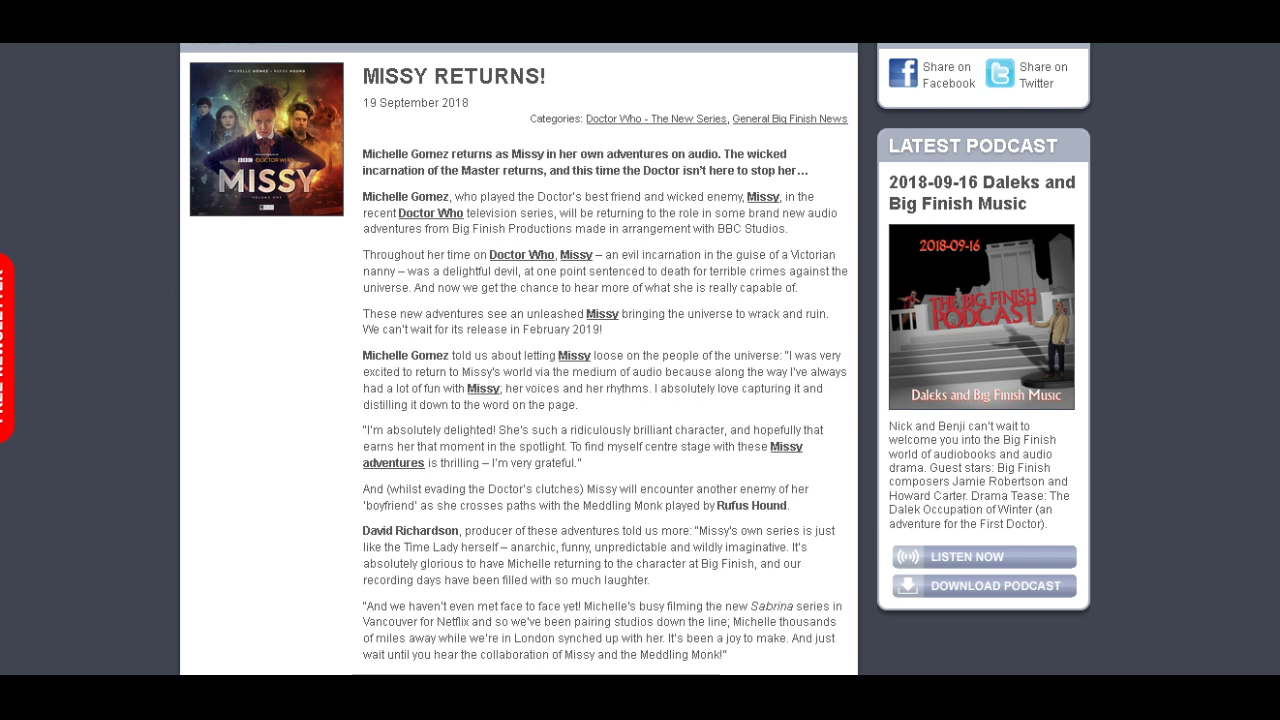 MICHELLE GOMEZ • RUFUS HOUND
BBC DOCTOR WHO
MISSY
VOLUME ONE
MISSY RETURNS!
19 September 2018
Categories: Doctor Who - The New Series, General Big Finish News
Michelle Gomez returns as Missy in her own adventures on audio. The wicked
incarnation of the Master returns, and this time the Doctor isn't here to stop her…
Michelle Gomez, who played the Doctor's best friend and wicked enemy, Missy, in the
recent Doctor Who television series, will be returning to the role in some brand new audio
adventures from Big Finish Productions made in arrangement with BBC Studios.
Throughout her time on Doctor Who, Missy – an evil incarnation in the guise of a Victorian
nanny – was a delightful devil, at one point sentenced to death for terrible crimes against the
universe. And now we get the chance to hear more of what she is really capable of.
These new adventures see an unleashed Missy bringing the universe to wrack and ruin.
We can't wait for its release in February 2019!
Michelle Gomez told us about letting Missy loose on the people of the universe: "I was very
excited to return to Missy's world via the medium of audio because along the way I've always
had a lot of fun with Missy; her voices and her rhythms. I absolutely love capturing it and
distilling it down to the word on the page.
"I'm absolutely delighted! She's such a ridiculously brilliant character, and hopefully that
earns her that moment in the spotlight. To find myself centre stage with these Missy
adventures is thrilling – I'm very grateful."
And (whilst evading the Doctor's clutches) Missy will encounter another enemy of her
'boyfriend' as she crosses paths with the Meddling Monk played by Rufus Hound.
David Richardson, producer of these adventures told us more: "Missy's own series is just
like the Time Lady herself – anarchic, funny, unpredictable and wildly imaginative. It's
absolutely glorious to have Michelle returning to the character at Big Finish, and our
recording days have been filled with so much laughter.
"And we haven't even met face to face yet! Michelle's busy filming the new Sabrina series in
Vancouver for Netflix and so we've been pairing studios down the line; Michelle thousands
of miles away while we're in London synched up with her. It's been a joy to make. And just
wait until you hear the collaboration of Missy and the Meddling Monk!"
Share on
Facebook
Share on
Twitter
LATEST PODCAST
2018-09-16 Daleks and
Big Finish Music
2018-09-16
THE BIG FINISH
PODCAST
Daleks and Big Finish Music
Nick and Benji can't wait to
welcome you into the Big Finish
world of audiobooks and audio
drama. Guest stars: Big Finish
composers Jamie Robertson and
Howard Carter. Drama Tease: The
Dalek Occupation of Winter (an
adventure for the First Doctor).
LISTEN NOW
DOWNLOAD PODCAST
FREE NEWSLETTER